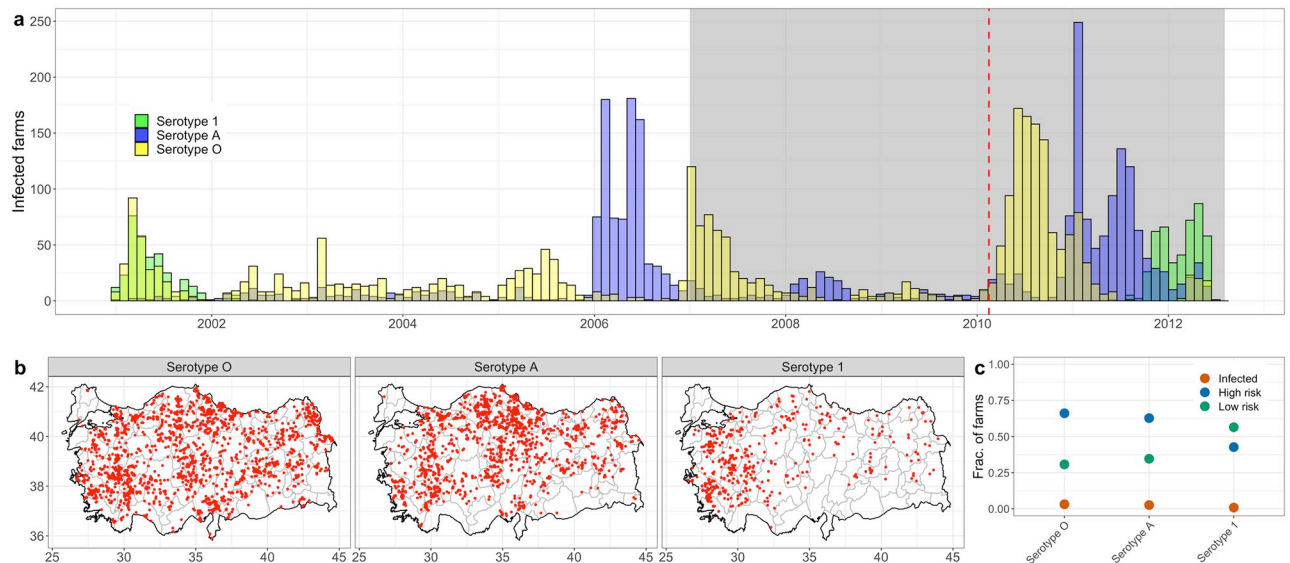 a
Infected farms
250
200
150
100
50
0
Serotype 1
Serotype A
Serotype O
2002 2004 2006 2008 2010 2012
b
Serotype O Serotype A Serotype 1
42
40
38
36
25 30 35 40 45 25 30 35 40 45 25 30 35 40 45
c
Frac. of farms
1.00
0.75
0.50
0.25
0.00
Infected
High risk
Low risk
Serotype O Serotype A Serotype 1